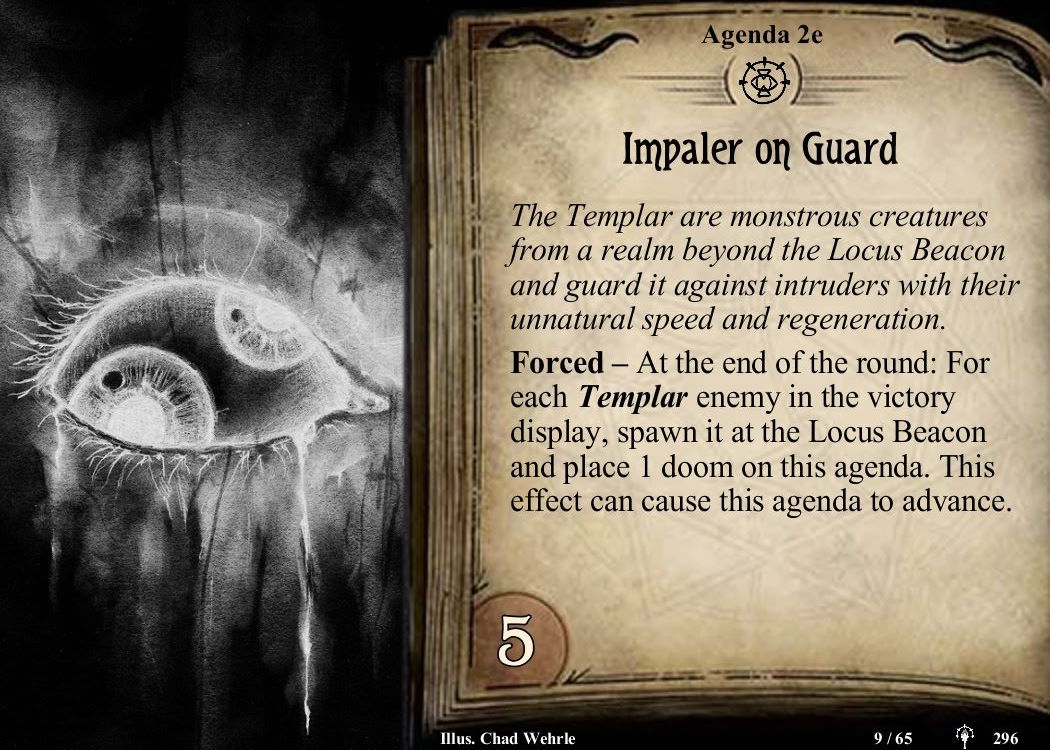 Agenda 2e
Impaler on Guard
The Templar are monstrous creatures
from a realm beyond the Locus Beacon
and guard it against intruders with their
unnatural speed and regeneration.
Forced – At the end of the round: For
each Templar enemy in the victory
display, spawn it at the Locus Beacon
and place 1 doom on this agenda. This
effect can cause this agenda to advance.
5
Illus. Chad Wehrle
9 / 65
296